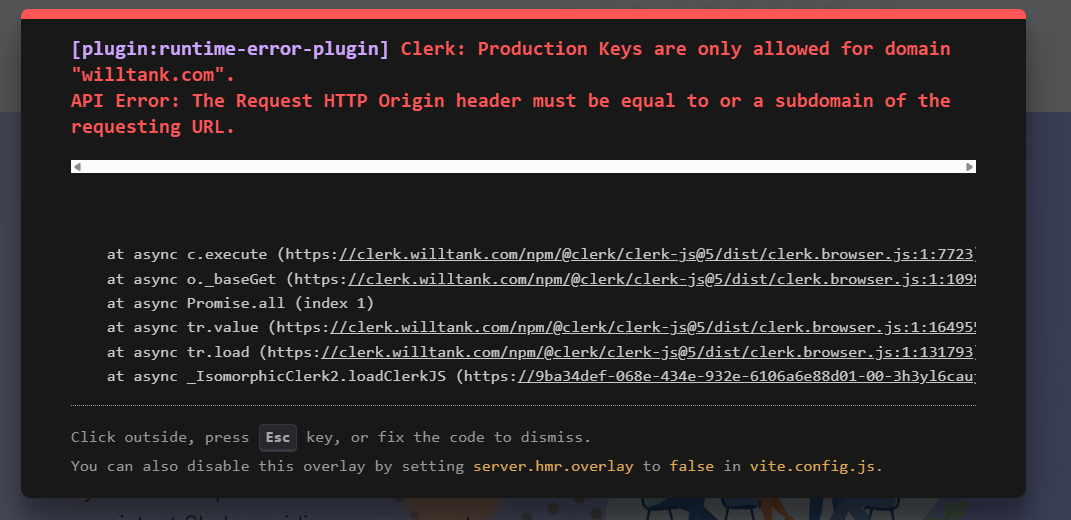 [plugin:runtime-error-plugin] Clerk: Production Keys are only allowed for domain
"willtank.com".
API Error: The Request HTTP Origin header must be equal to or a subdomain of the
requesting URL.
at async c.execute (https://clerk.willtank.com/npm/@clerk/clerk-js@5/dist/clerk.browser.js:1:7723
at async o._baseGet (https://clerk.willtank.com/npm/@clerk/clerk-js@5/dist/clerk.browser.js:1:1098
at async Promise.all (index 1)
at async tr.value (https://clerk.willtank.com/npm/@clerk/clerk-js@5/dist/clerk.browser.js:1:164955
at async tr.load (https://clerk.willtank.com/npm/@clerk/clerk-js@5/dist/clerk.browser.js:1:131793
at async _IsomorphicClerk2.loadClerkJS (https://9ba34def-068e-434e-932e-6106a6e88d01-00-3h3yl6cau
Click outside, press Esc key, or fix the code to dismiss.
You can also disable this overlay by setting server.hmr.overlay to false in vite.config.js.